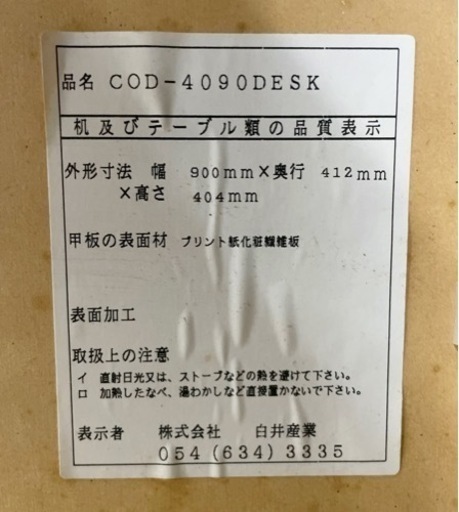 品名 COD-4090DESK
机及びテーブル類の品質表示
外形寸法 幅 900mm×奥行 412mm
×高さ 404mm
甲板の表面材 プリント紙化粧繊維板
表面加工
取扱上の注意
イ 直射日光又は、ストーブなどの熱を避けて下さい。
ロ 加熱したなべ、湯わかしなど直接置かないで下さい。
表示者 株式会社 白井産業
054(634)3335